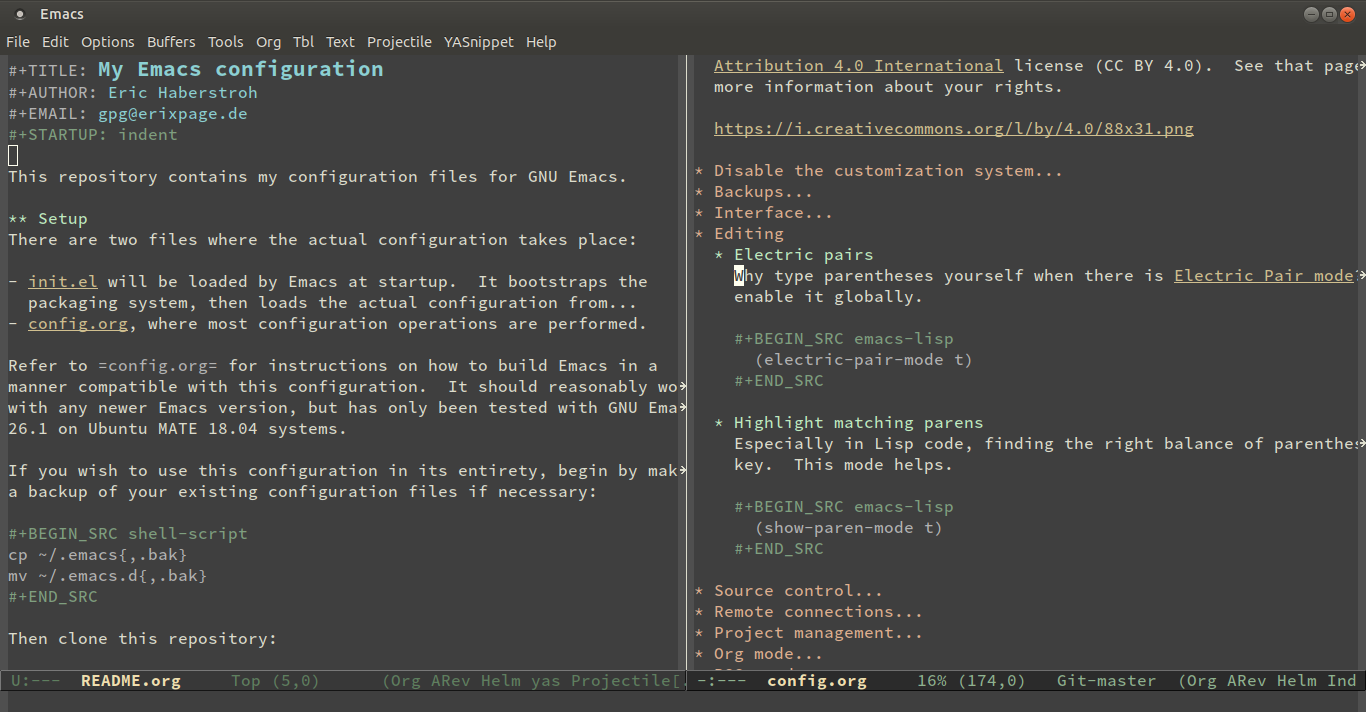 Emacs
File Edit Options Buffers Tools Org Tbl Text Projectile YASnippet Help
#+TITLE: My Emacs configuration
#+AUTHOR: Eric Haberstroh
#+EMAIL: gpg@erixpage.de
#+STARTUP: indent
This repository contains my configuration files for GNU Emacs.
** Setup
There are two files where the actual configuration takes place:
- init.el will be loaded by Emacs at startup.  It bootstraps the
packaging system, then loads the actual configuration from...
- config.org, where most configuration operations are performed.
Refer to =config.org= for instructions on how to build Emacs in a
manner compatible with this configuration.  It should reasonably wo
with any newer Emacs version, but has only been tested with GNU Ema
26.1 on Ubuntu MATE 18.04 systems.
If you wish to use this configuration in its entirety, begin by mak
a backup of your existing configuration files if necessary:
#+BEGIN_SRC shell-script
cp ~/.emacs{,.bak}
mv ~/.emacs.d{,.bak}
#+END_SRC
Then clone this repository:
U:--- README.org Top (5,0) (Org ARev Helm yas Projectile[.
Attribution 4.0 International license (CC BY 4.0).  See that page
more information about your rights.
https://i.creativecommons.org/l/by/4.0/88x31.png
* Disable the customization system...
* Backups...
* Interface...
* Editing
* Electric pairs
Why type parentheses yourself when there is Electric Pair mode?
enable it globally.
#+BEGIN_SRC emacs-lisp
(electric-pair-mode t)
#+END_SRC
* Highlight matching parens
Especially in Lisp code, finding the right balance of parenthes
key.  This mode helps.
#+BEGIN_SRC emacs-lisp
(show-paren-mode t)
#+END_SRC
* Source control...
* Remote connections...
* Project management...
* Org mode...
-:--- config.org 16% (174,0) Git-master (Org ARev Helm Ind